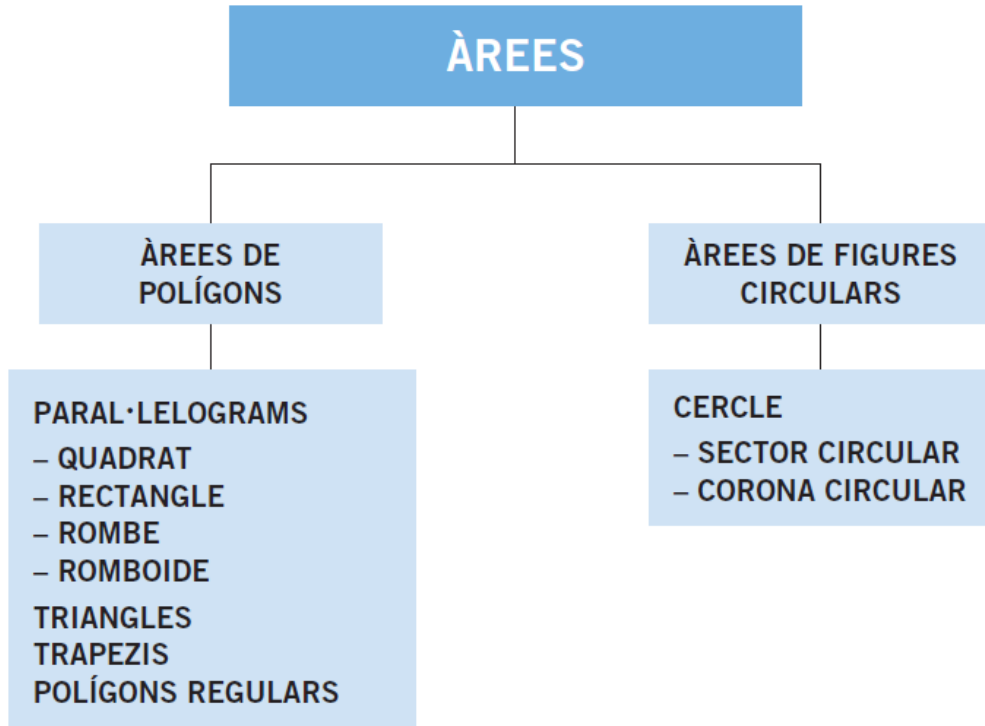 ÀREES
ÀREES DE
POLÍGONS
PARAL·LELOGRAMS
– QUADRAT
– RECTANGLE
– ROMBE
– ROMBOIDE
TRIANGLES
TRAPEZIS
POLÍGONS REGULARS
ÀREES DE FIGURES
CIRCULARS
CERCLE
– SECTOR CIRCULAR
– CORONA CIRCULAR